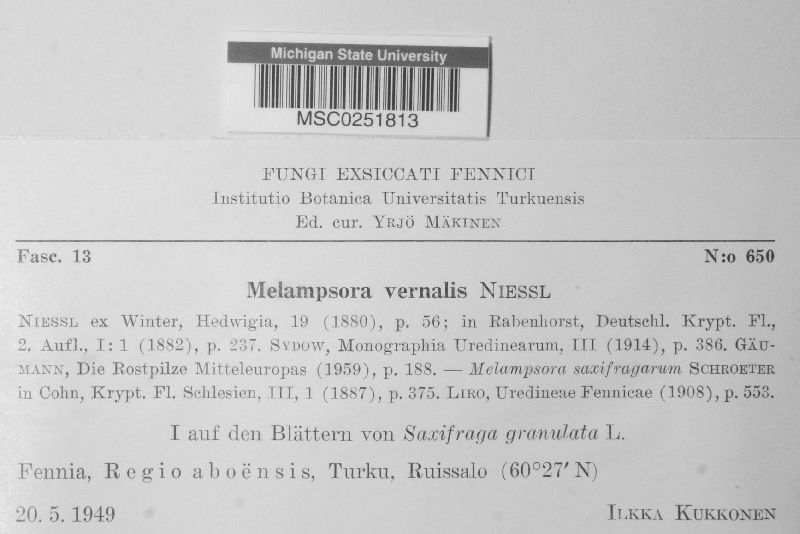 Michigan State University
MSC0251813
FUNGI EXSICCATI FENNICI
Institutio Botanica Universitatis Turkuensis
Ed. cur. YRJÖ MÄKINEN
Fasc. 13 N:o 650
Melampsora vernalis NIESSL
NIESSL ex Winter, Hedwigia, 19 (1880), p. 56; in Rabenhorst, Deutschl. Krypt. Fl.,
2. Aufl., I: 1 (1882), p. 237. SYDOW, Monographia Uredinearum, III (1914), p. 386. GÄU-
MANN, Die Rostpilze Mitteleuropas (1959), p. 188. — Melampsora saxifragarum SCHROETER
in Cohn, Krypt. Fl. Schlesien, III, 1 (1887), p. 375. LIRO, Uredineae Fennicae (1908), p. 553.
I auf den Blättern von Saxifraga granulata L.
Fennia, Regio aboënsis, Turku, Ruissalo (60°27′ N)
20. 5. 1949 ILKKA KUKKONEN